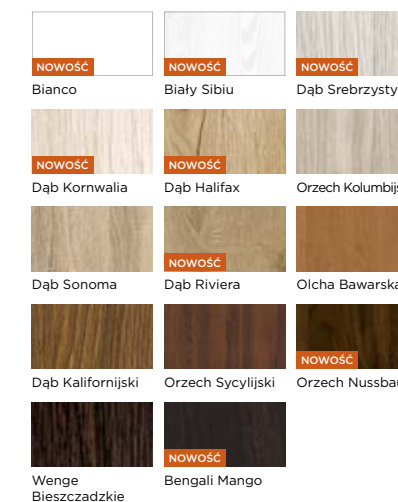 NOWOŚĆ NOWOŚĆ NOWOŚĆ
Bianco Biały Sibiu Dąb Srebrzysty
NOWOŚĆ NOWOŚĆ
Dąb Kornwalia Dąb Halifax Orzech
NOWOŚĆ
Dąb Sonoma Dąb Riviera Olcha Bawarska
NOWOŚĆ
Dąb Kalifornijski Orzech Sycylijski Orzech
NOWOŚĆ
Wenge Bengali Mango
Bieszczadzkie